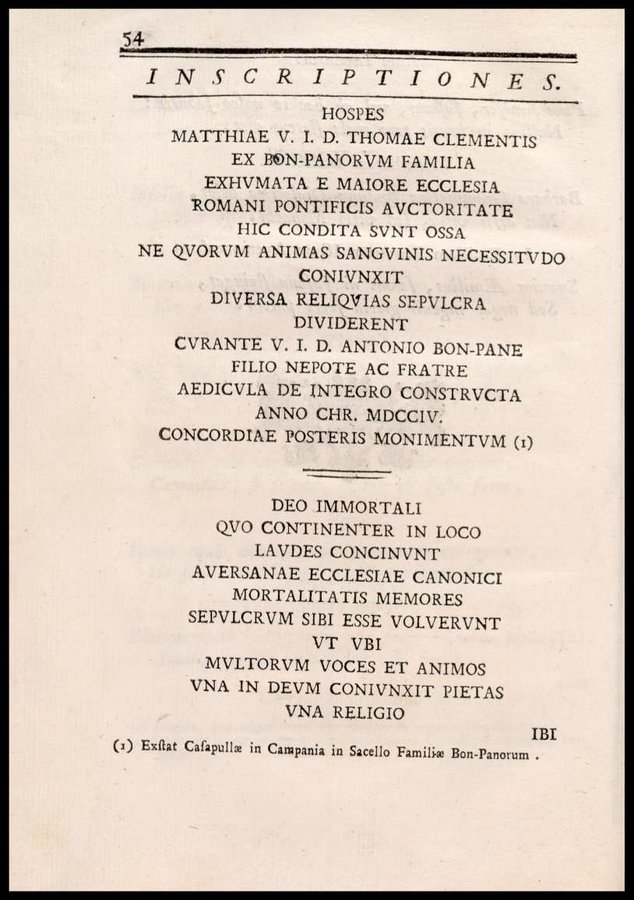 54
INSCRIPTIONES.
HOSPES
MATTHIAE V. I. D. THOMAE CLEMENTIS
EX BON-PANORVM FAMILIA
EXHVMATA E MAIORE ECCLESIA
ROMANI PONTIFICIS AVCTORITATE
HIC CONDITA SVNT OSSA
NE QVORVM ANIMAS SANGVINIS NECESSITVDO
CONIVNXIT
DIVERSA RELIQVIAS SEPVLCRA
DIVIDERENT
CVRANTE V. I. D. ANTONIO BON-PANE
FILIO NEPOTE AC FRATRE
AEDICVLA DE INTEGRO CONSTRVCTA
ANNO CHR. MDCCIV.
CONCORDIAE POSTERIS MONIMENTVM (1)
DEO IMMORTALI
QVO CONTINENTER IN LOCO
LAVDES CONCINVNT
AVERSANAE ECCLESIAE CANONICI
MORTALITATIS MEMORES
SEPVLCRVM SIBI ESSE VOLVERVNT
VT VBI
MVLTORVM VOCES ET ANIMOS
VNA IN DEVM CONIVNXIT PIETAS
VNA RELIGIO
IBI
(1) Exſtat Caſapullæ in Campania in Sacello Familiæ Bon-Panorum .